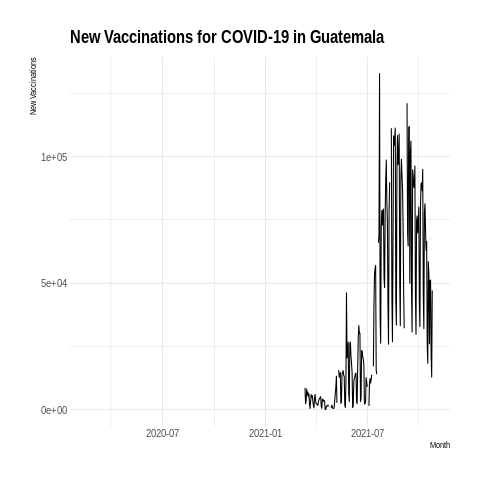 New Vaccinations for COVID-19 in Guatemala
New Vaccinations
1e+05
5e+04
0e+00
2020-07
2021-01
2021-07
Month